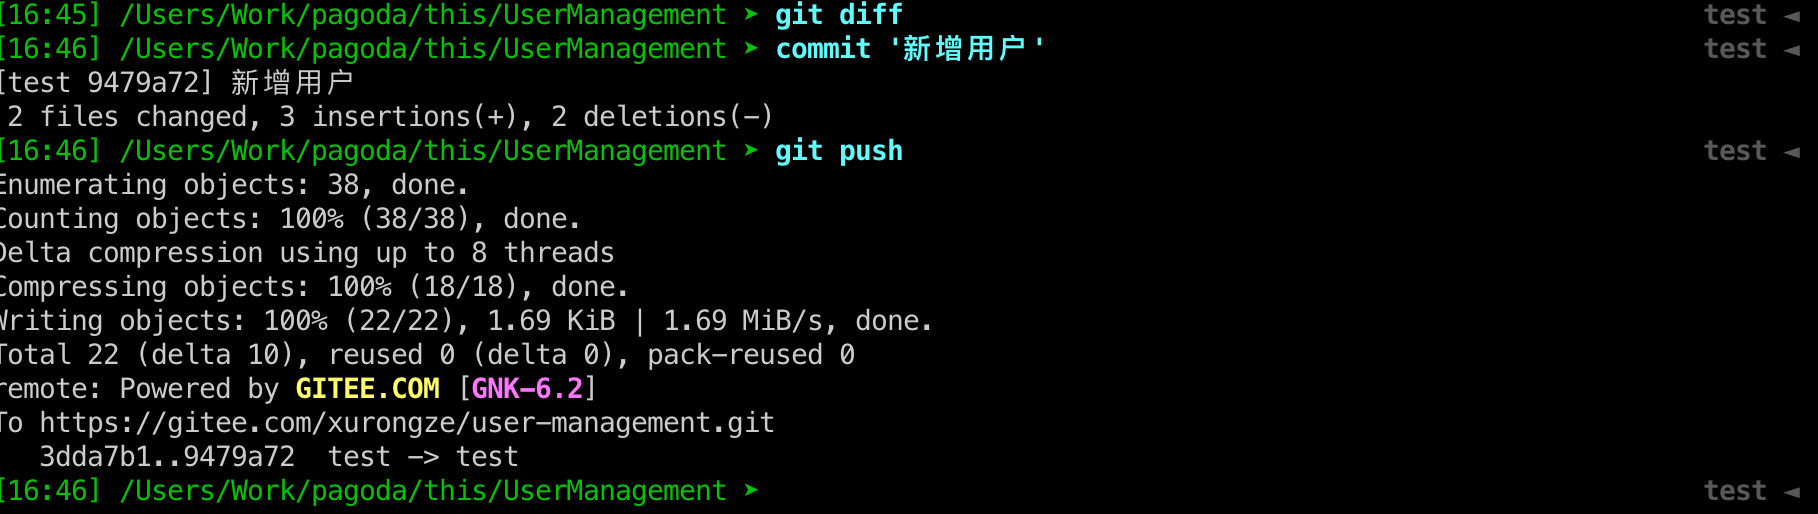 [16:45] /Users/Work/pagoda/this/UserManagement ➤ git diff test ◄
[16:46] /Users/Work/pagoda/this/UserManagement ➤ commit '新增用户' test ◄
[test 9479a72] 新增用户
2 files changed, 3 insertions(+), 2 deletions(-)
[16:46] /Users/Work/pagoda/this/UserManagement ➤ git push test ◄
Enumerating objects: 38, done.
Counting objects: 100% (38/38), done.
Delta compression using up to 8 threads
Compressing objects: 100% (18/18), done.
Writing objects: 100% (22/22), 1.69 KiB | 1.69 MiB/s, done.
Total 22 (delta 10), reused 0 (delta 0), pack-reused 0
remote: Powered by GITEE.COM [GNK-6.2]
To https://gitee.com/xurongze/user-management.git
3dda7b1..9479a72 test -> test
[16:46] /Users/Work/pagoda/this/UserManagement ➤ test ◄